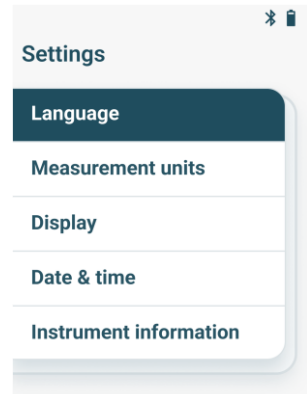 Settings
Language
Measurement units
Display
Date & time
Instrument information